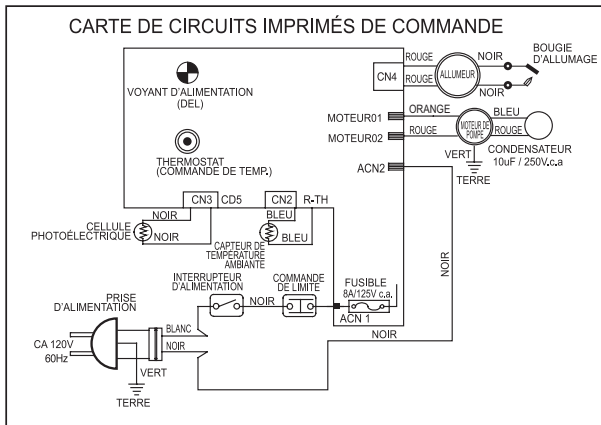 CARTE DE CIRCUITS IMPRIMÉS DE COMMANDE
VOYANT D'ALIMENTATION
(DEL)
THERMOSTAT
(COMMANDE DE TEMP.)
CN4
ROUGE
ROUGE
ALLUMEUR
NOIR
NOIR
BOUGIE
D'ALLUMAGE
MOTEUR01
ORANGE
MOTEUR02
ROUGE
MOTEUR DE
POMPE
BLEU
ROUGE
CONDENSATEUR
10uF / 250V.c.a
VERT
TERRE
ACN2
NOIR
CN3
CD5
NOIR
NOIR
CELLULE
PHOTOÉLECTRIQUE
CN2
R-TH
BLEU
BLEU
CAPTEUR DE
TEMPÉRATURE
AMBIANTE
INTERRUPTEUR
D'ALIMENTATION
NOIR
COMMANDE
DE LIMITE
FUSIBLE
8A/125V c.a.
ACN 1
NOIR
PRISE
D'ALIMENTATION
BLANC
NOIR
CA 120V
60Hz
VERT
TERRE